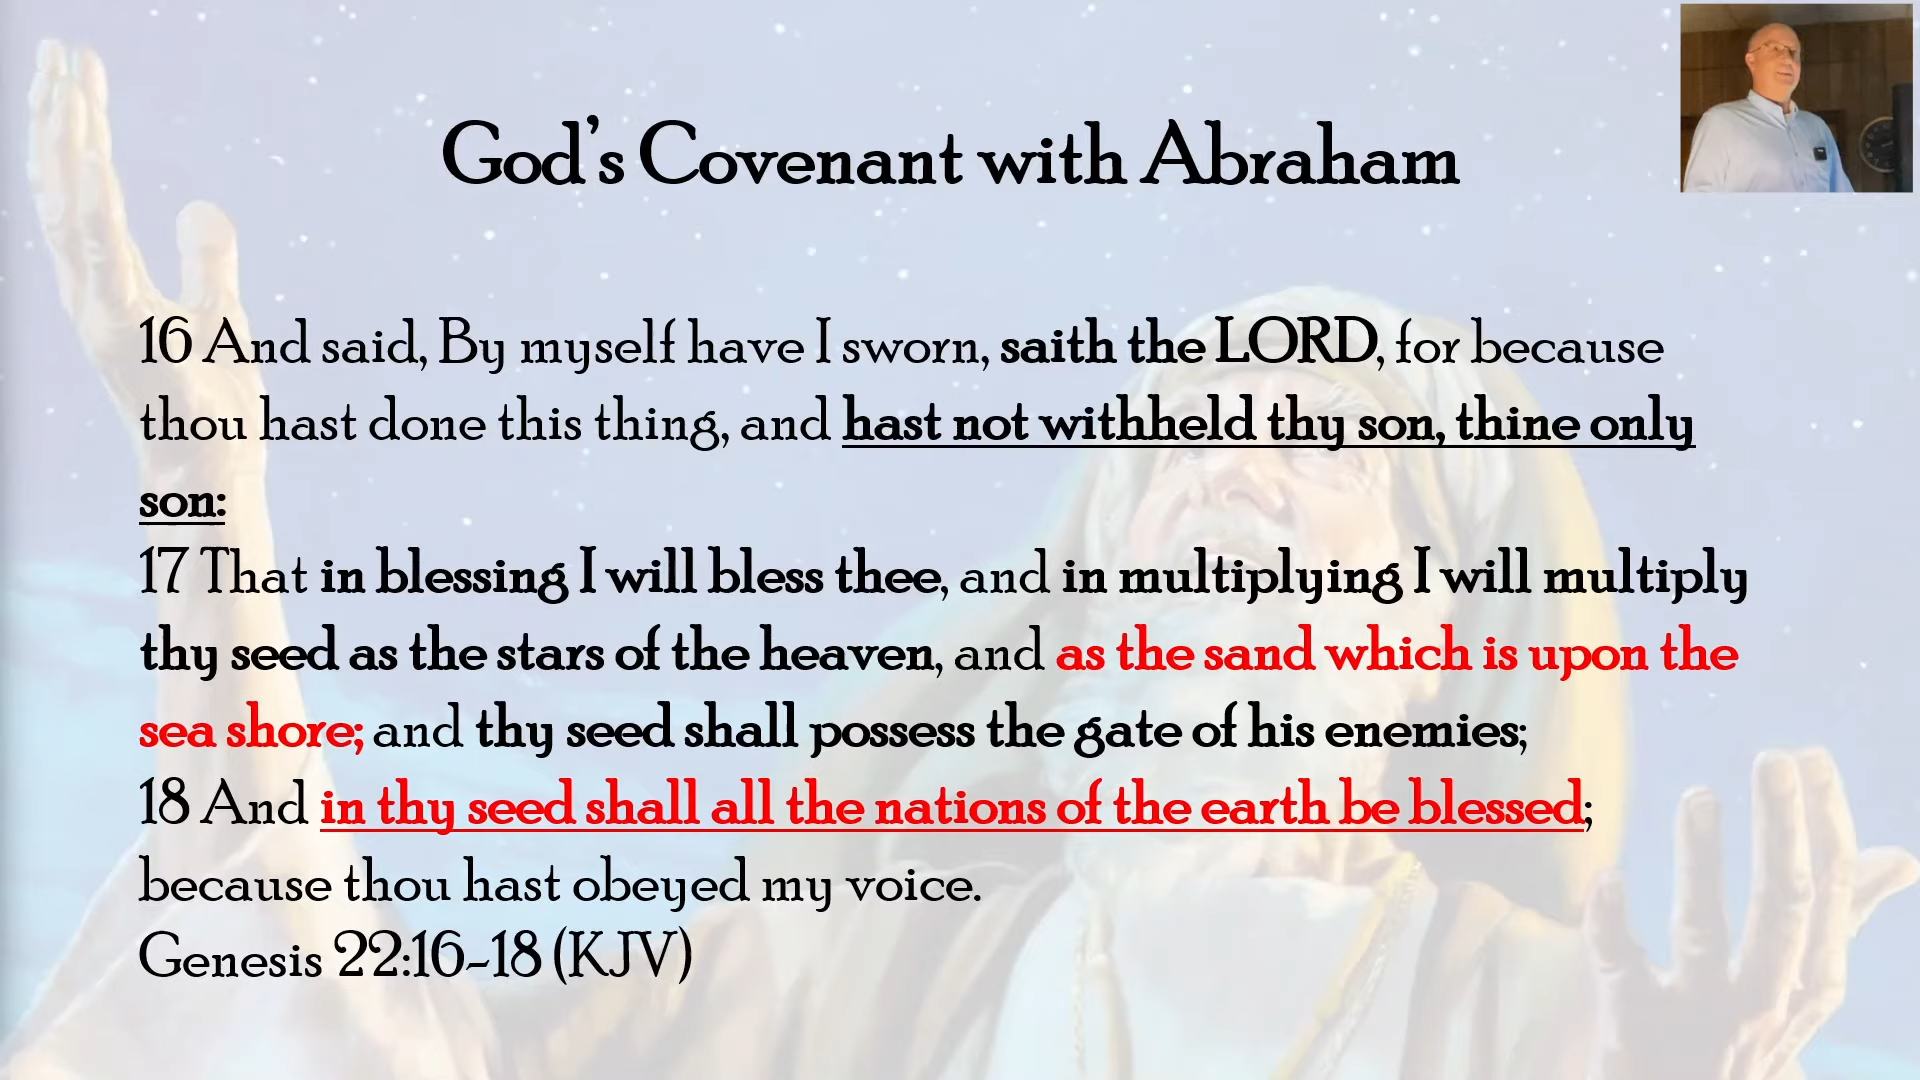 God's Covenant with Abraham
16 And said, By myself have I sworn, saith the LORD, for because
thou hast done this thing, and hast not withheld thy son, thine only
son:
17 That in blessing I will bless thee, and in multiplying I will multiply
thy seed as the stars of the heaven, and as the sand which is upon the
sea shore; and thy seed shall possess the gate of his enemies;
18 And in thy seed shall all the nations of the earth be blessed;
because thou hast obeyed my voice.
Genesis 22:16-18 (KJV)